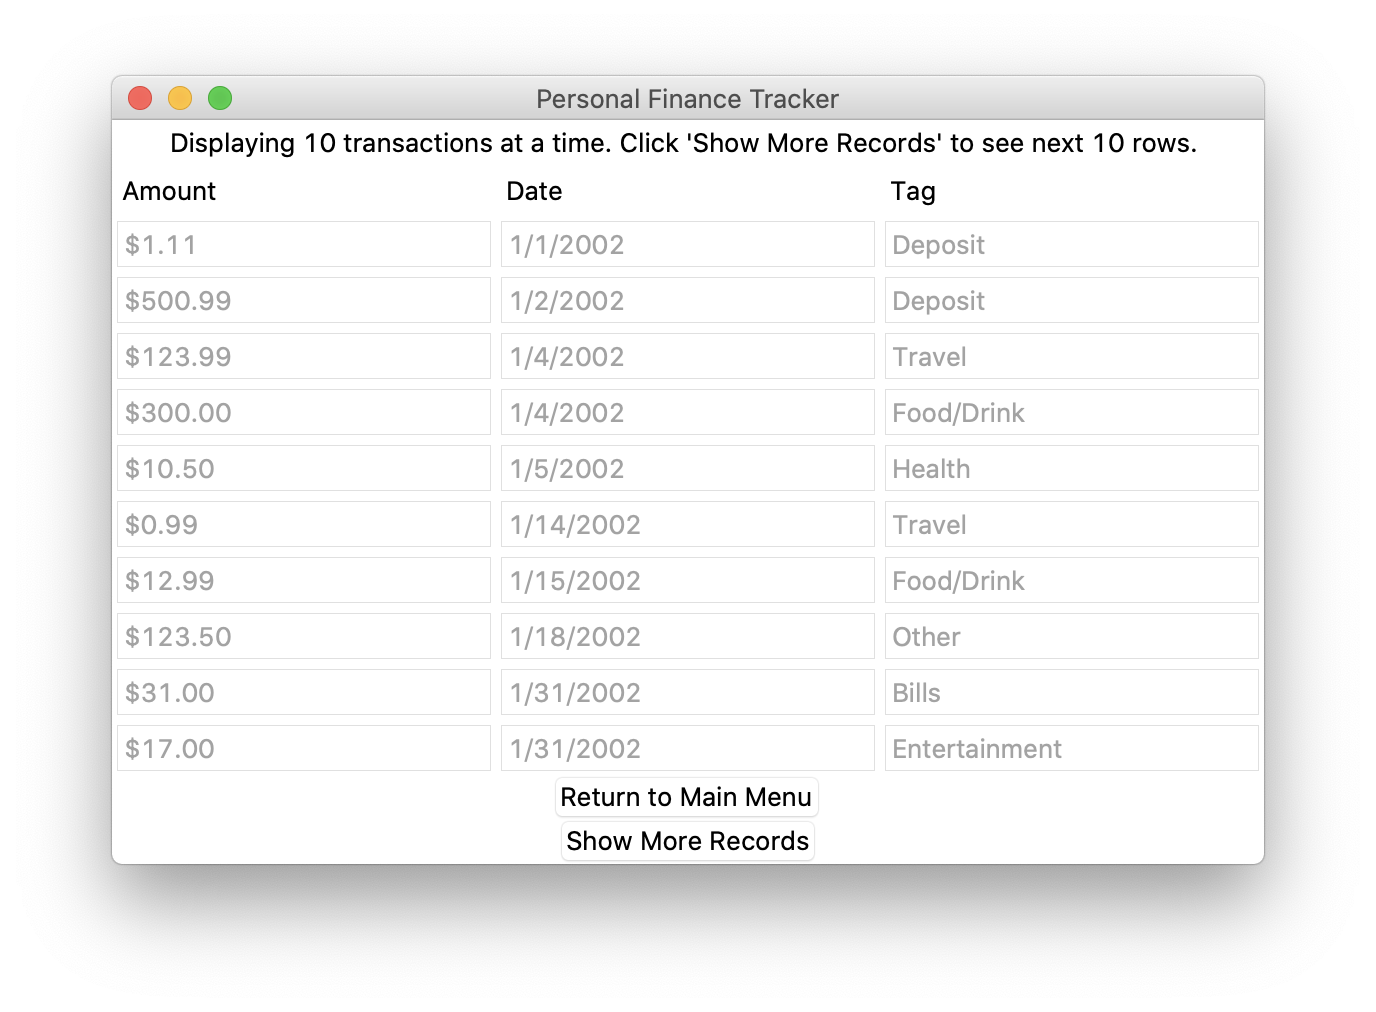 Personal Finance Tracker
Displaying 10 transactions at a time. Click 'Show More Records' to see next 10 rows.
Amount Date Tag
$1.11 1/1/2002 Deposit
$500.99 1/2/2002 Deposit
$123.99 1/4/2002 Travel
$300.00 1/4/2002 Food/Drink
$10.50 1/5/2002 Health
$0.99 1/14/2002 Travel
$12.99 1/15/2002 Food/Drink
$123.50 1/18/2002 Other
$31.00 1/31/2002 Bills
$17.00 1/31/2002 Entertainment
Return to Main Menu
Show More Records